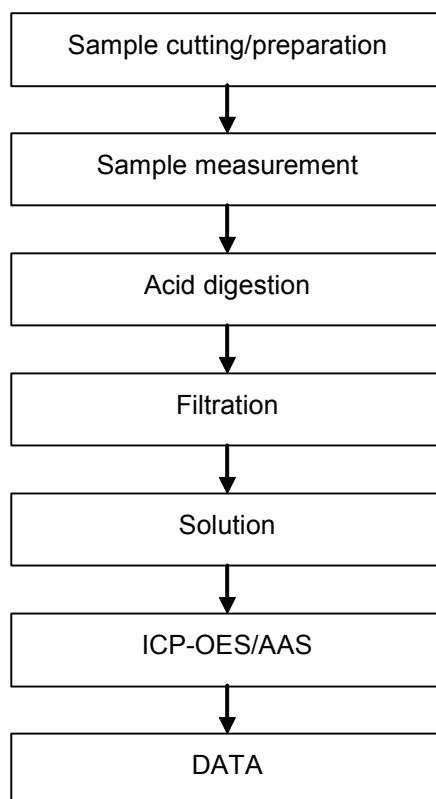 Sample cutting/preparation
Sample measurement
Acid digestion
Filtration
Solution
ICP-OES/AAS
DATA